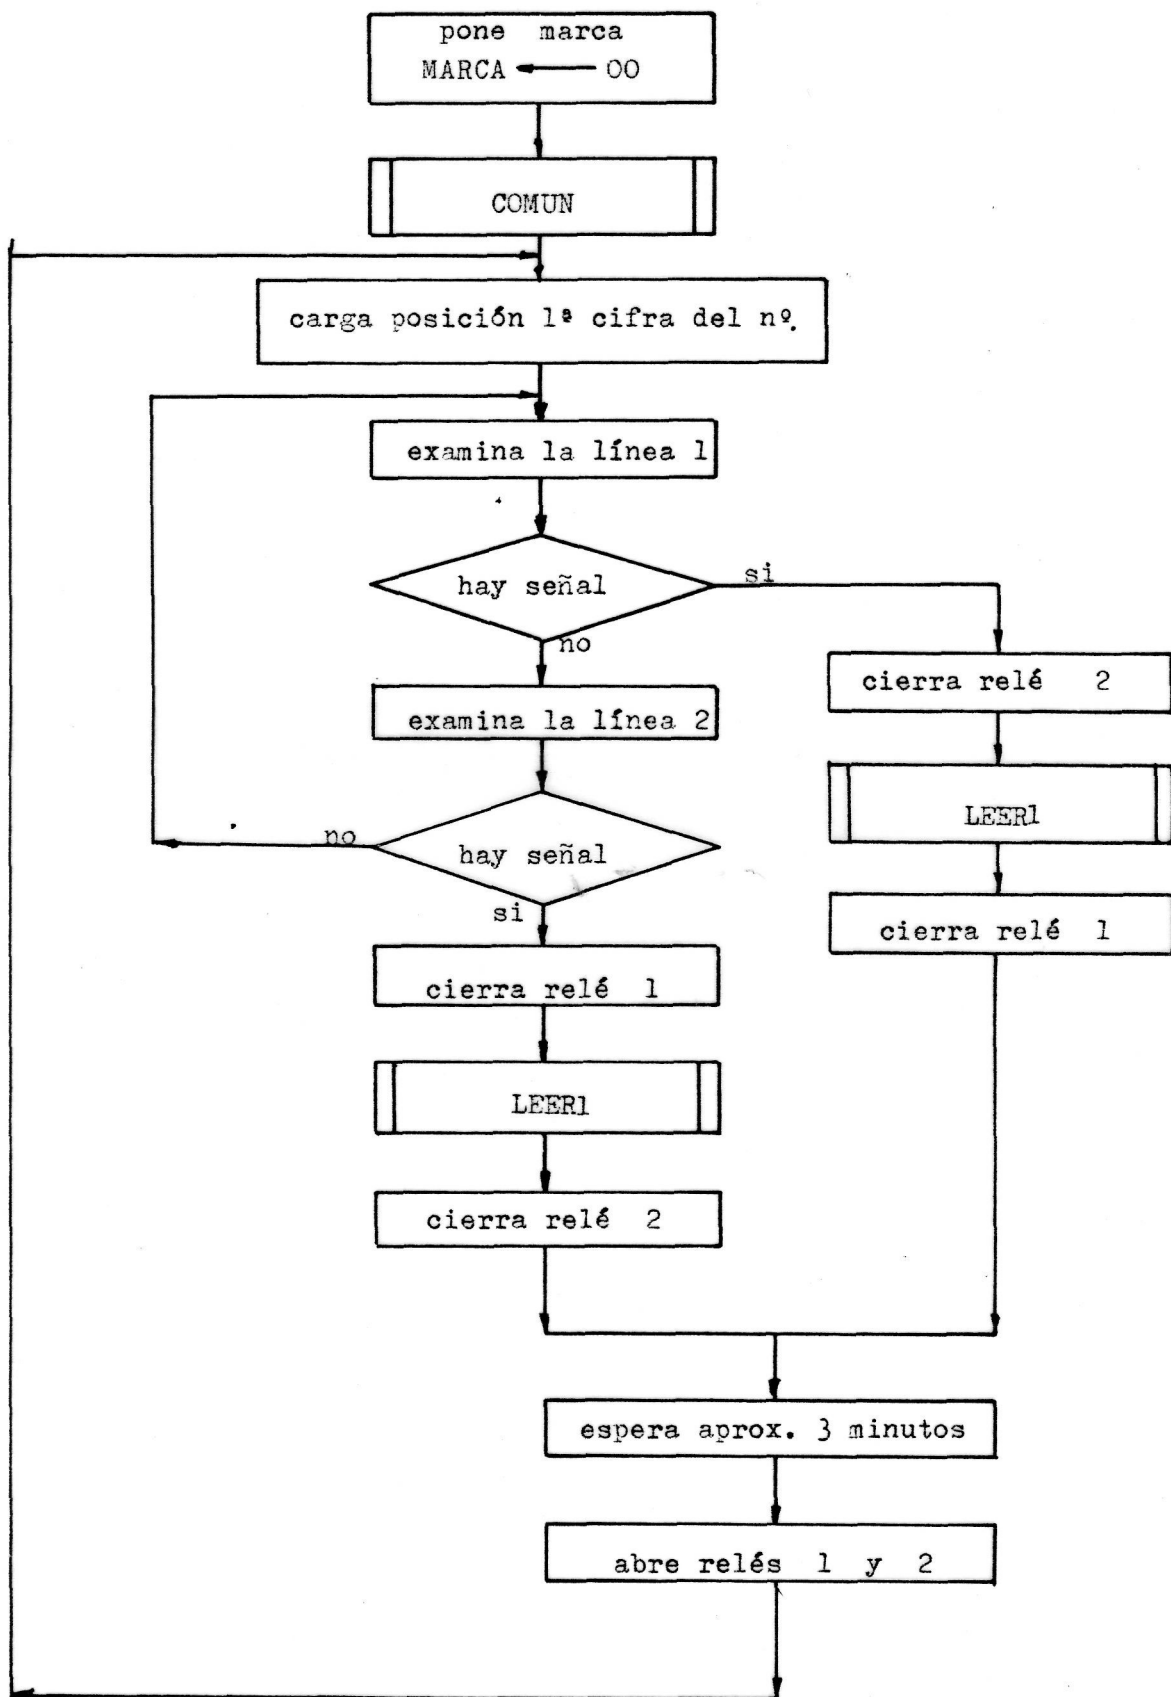 pone marca
MARCA ← 00
COMUN
carga posición 1ª cifra del nº.
examina la línea 1
hay señal
si
no
cierra relé 2
examina la línea 2
LEER1
no
hay señal
cierra relé 1
si
cierra relé 1
LEER1
cierra relé 2
espera aprox. 3 minutos
abre relés 1 y 2